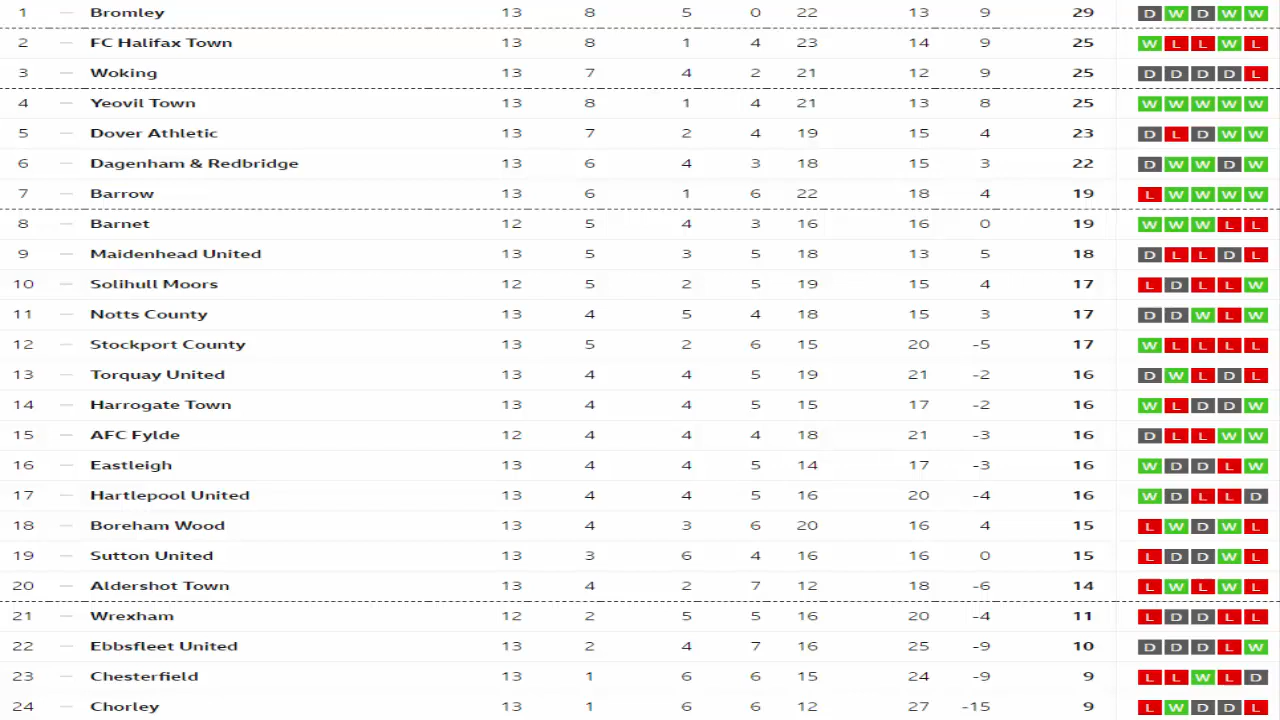 1 — Bromley 13 8 5 0 22 13 9 29 D W D W W
2 — FC Halifax Town 13 8 1 4 23 14 9 25 W L L W L
3 — Woking 13 7 4 2 21 12 9 25 D D D D L
4 — Yeovil Town 13 8 1 4 21 13 8 25 W W W W W
5 — Dover Athletic 13 7 2 4 19 15 4 23 D L D W W
6 — Dagenham & Redbridge 13 6 4 3 18 15 3 22 D W W D W
7 — Barrow 13 6 1 6 22 18 4 19 L W W W W
8 — Barnet 12 5 4 3 16 16 0 19 W W W L L
9 — Maidenhead United 13 5 3 5 18 13 5 18 D L L D L
10 — Solihull Moors 12 5 2 5 19 15 4 17 L D L L W
11 — Notts County 13 4 5 4 18 15 3 17 D D W L W
12 — Stockport County 13 5 2 6 15 20 -5 17 W L L L L
13 — Torquay United 13 4 4 5 19 21 -2 16 D W L D L
14 — Harrogate Town 13 4 4 5 15 17 -2 16 W L D D W
15 — AFC Fylde 12 4 4 4 18 21 -3 16 D L L W W
16 — Eastleigh 13 4 4 5 14 17 -3 16 W D D L W
17 — Hartlepool United 13 4 4 5 16 20 -4 16 W D L L D
18 — Boreham Wood 13 4 3 6 20 16 4 15 L W D W L
19 — Sutton United 13 3 6 4 16 16 0 15 L D D W L
20 — Aldershot Town 13 4 2 7 12 18 -6 14 L W L W L
21 — Wrexham 12 2 5 5 16 20 -4 11 L D D L L
22 — Ebbsfleet United 13 2 4 7 16 25 -9 10 D D D L W
23 — Chesterfield 13 1 6 6 15 24 -9 9 L L W L D
24 — Chorley 13 1 6 6 12 27 -15 9 L W D D L